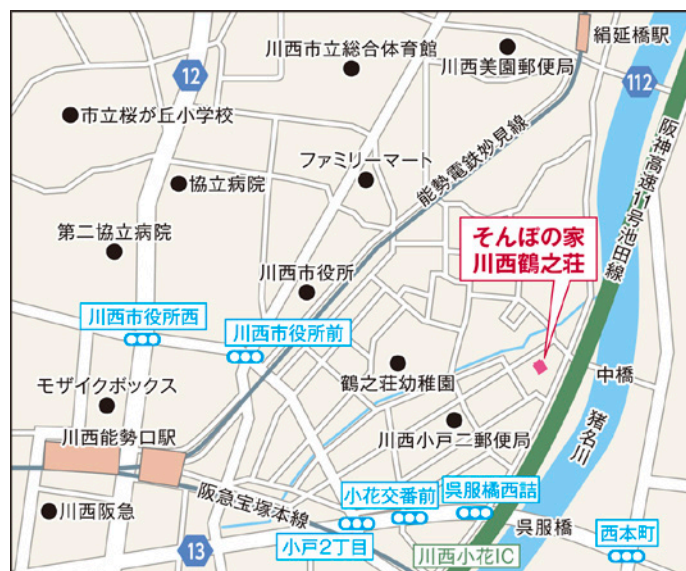 絹延橋駅
川西市立総合体育館
川西美園郵便局
12
112
市立桜が丘小学校
阪神高速11号池田線
ファミリーマート
能勢電鉄妙見線
協立病院
第二協立病院
そんぽの家
川西鶴之荘
川西市役所
川西市役所西
川西市役所前
モザイクボックス
鶴之荘幼稚園
中橋
川西能勢口駅
川西小戸二郵便局
猪名川
阪急宝塚本線
小花交番前
呉服橋西詰
川西阪急
呉服橋
西本町
13
小戸2丁目
川西小花IC